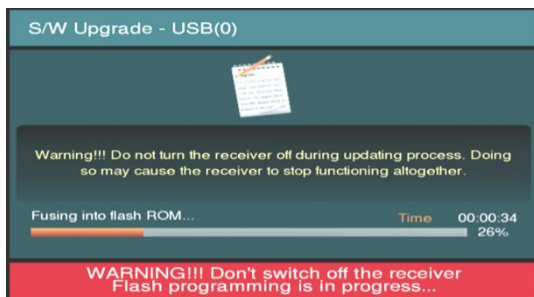 S/W Upgrade - USB(0)
Warning!!! Do not turn the receiver off during updating process. Doing
so may cause the receiver to stop functioning altogether.
Fusing into flash ROM... Time 00:00:34
26%
WARNING!!! Don't switch off the receiver
Flash programming is in progress...